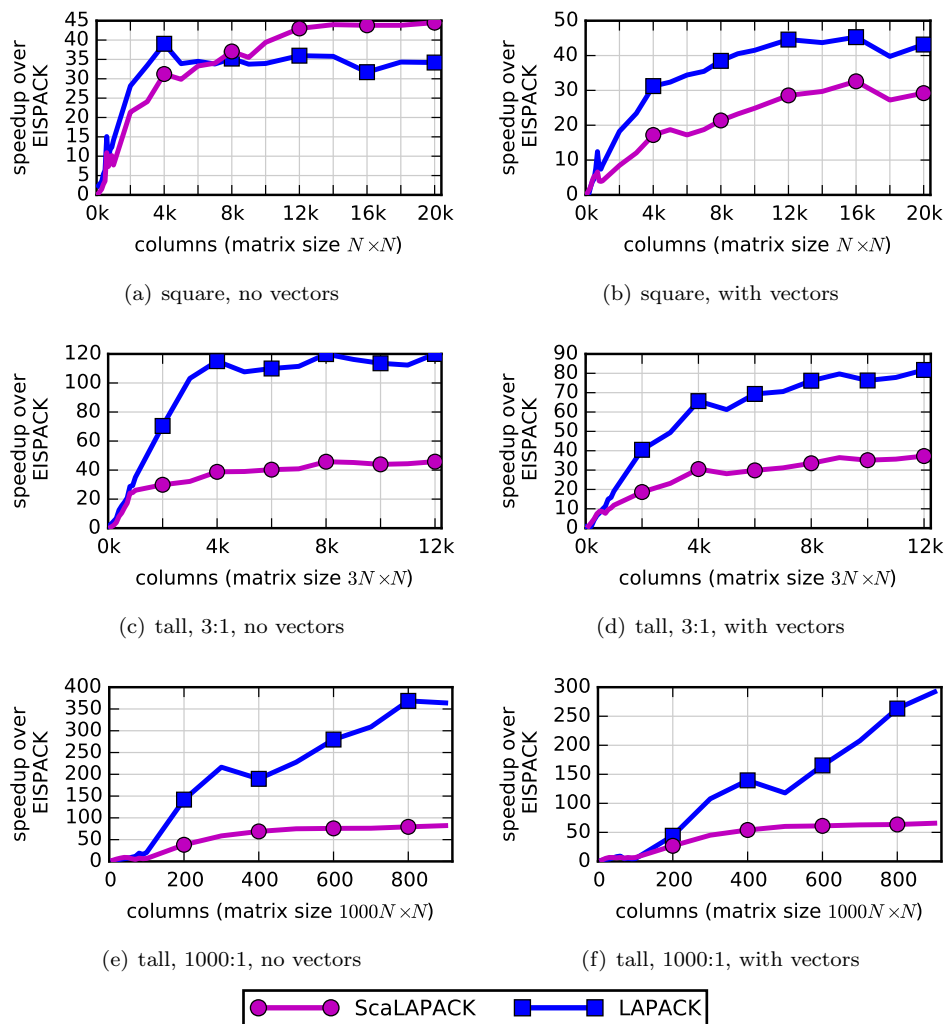 speedup over
EISPACK
45
40
35
30
25
20
15
10
5
0
0k 4k 8k 12k 16k 20k
columns (matrix size N×N)
(a) square, no vectors
speedup over
EISPACK
50
40
30
20
10
0
0k 4k 8k 12k 16k 20k
columns (matrix size N×N)
(b) square, with vectors
speedup over
EISPACK
120
100
80
60
40
20
0
0k 4k 8k 12k
columns (matrix size 3N×N)
(c) tall, 3:1, no vectors
speedup over
EISPACK
90
80
70
60
50
40
30
20
10
0
0k 4k 8k 12k
columns (matrix size 3N×N)
(d) tall, 3:1, with vectors
speedup over
EISPACK
400
350
300
250
200
150
100
50
0
0 200 400 600 800
columns (matrix size 1000N×N)
(e) tall, 1000:1, no vectors
speedup over
EISPACK
300
250
200
150
100
50
0
0 200 400 600 800
columns (matrix size 1000N×N)
(f) tall, 1000:1, with vectors
ScaLAPACK LAPACK